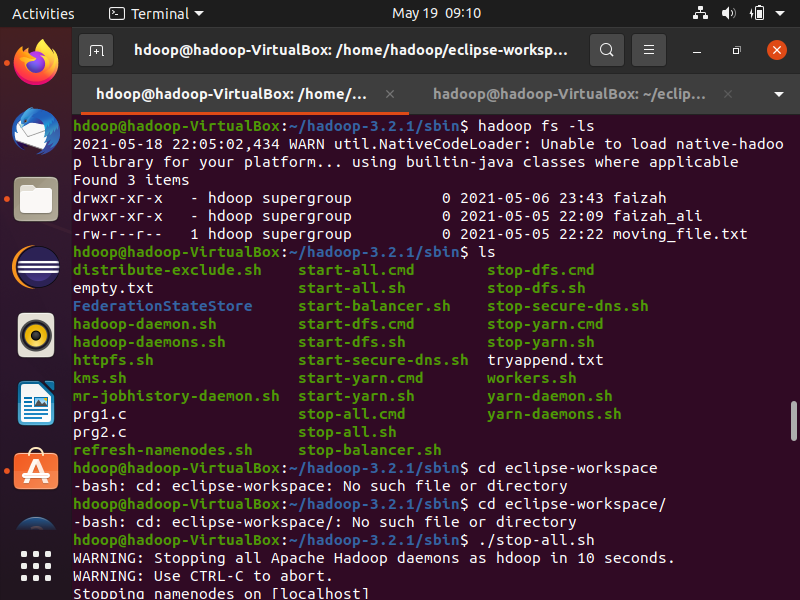 Activities Terminal May 19 09:10
hdoop@hadoop-VirtualBox: /home/hadoop/eclipse-worksp...
hdoop@hadoop-VirtualBox: /home/... hadoop@hadoop-VirtualBox: ~/eclip...
hdoop@hadoop-VirtualBox:~/hadoop-3.2.1/sbin$ hadoop fs -ls
2021-05-18 22:05:02,434 WARN util.NativeCodeLoader: Unable to load native-hadoo
p library for your platform... using builtin-java classes where applicable
Found 3 items
drwxr-xr-x   - hdoop supergroup          0 2021-05-06 23:43 faizah
drwxr-xr-x   - hdoop supergroup          0 2021-05-05 22:09 faizah_ali
-rw-r--r--   1 hdoop supergroup          0 2021-05-05 22:22 moving_file.txt
hdoop@hadoop-VirtualBox:~/hadoop-3.2.1/sbin$ ls
distribute-exclude.sh    start-all.cmd        stop-dfs.cmd
empty.txt                start-all.sh         stop-dfs.sh
FederationStateStore     start-balancer.sh    stop-secure-dns.sh
hadoop-daemon.sh         start-dfs.cmd        stop-yarn.cmd
hadoop-daemons.sh        start-dfs.sh         stop-yarn.sh
httpfs.sh                start-secure-dns.sh  tryappend.txt
kms.sh                   start-yarn.cmd       workers.sh
mr-jobhistory-daemon.sh  start-yarn.sh        yarn-daemon.sh
prg1.c                   stop-all.cmd         yarn-daemons.sh
prg2.c                   stop-all.sh
refresh-namenodes.sh     stop-balancer.sh
hdoop@hadoop-VirtualBox:~/hadoop-3.2.1/sbin$ cd eclipse-workspace
-bash: cd: eclipse-workspace: No such file or directory
hdoop@hadoop-VirtualBox:~/hadoop-3.2.1/sbin$ cd eclipse-workspace/
-bash: cd: eclipse-workspace/: No such file or directory
hdoop@hadoop-VirtualBox:~/hadoop-3.2.1/sbin$ ./stop-all.sh
WARNING: Stopping all Apache Hadoop daemons as hdoop in 10 seconds.
WARNING: Use CTRL-C to abort.
Stopping namenodes on [localhost]